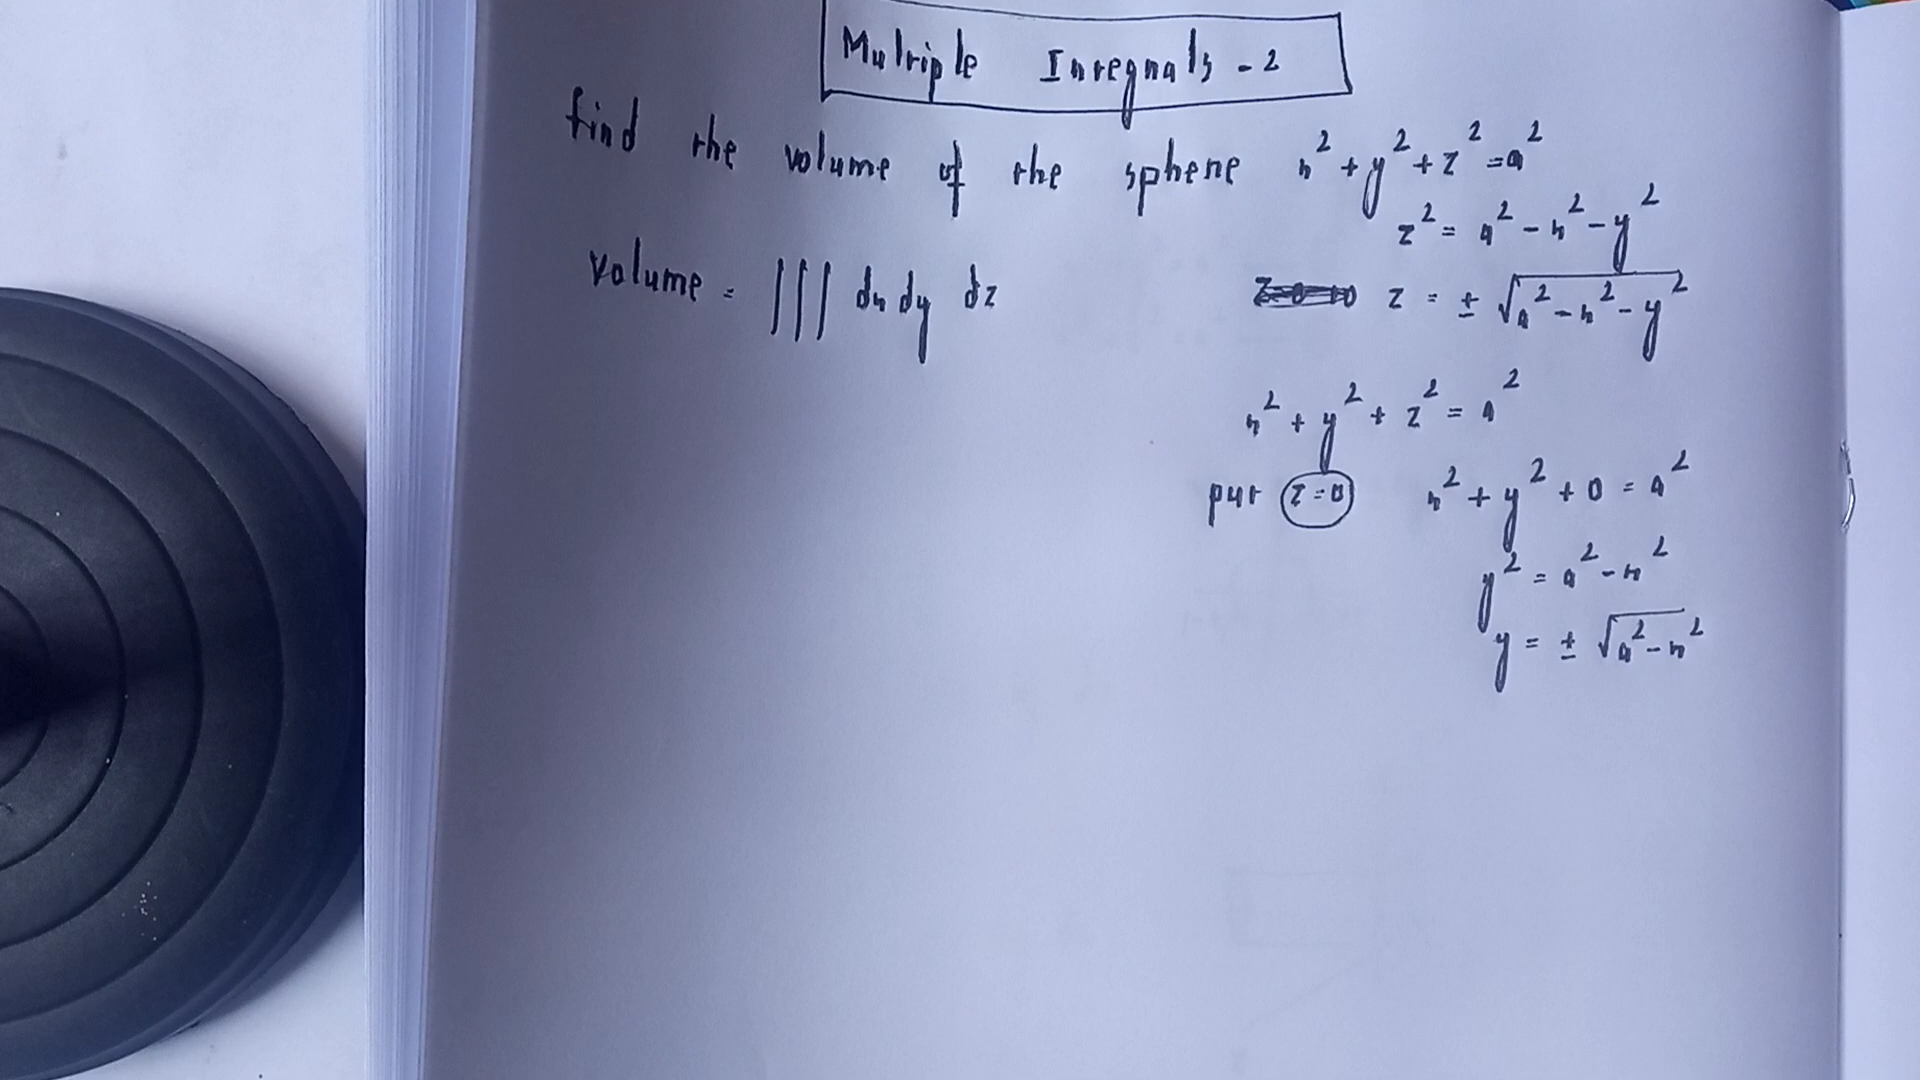 Multiple Integrals - 2
find the volume of the sphere x² + y² + z² = a²
z² = a² - x² - y²
volume = ∭ dx dy dz
z = ± √(a² - x² - y²)
x² + y² + z² = a²
put z = 0 x² + y² + 0 = a²
y² = a² - x²
y = ± √(a² - x²)